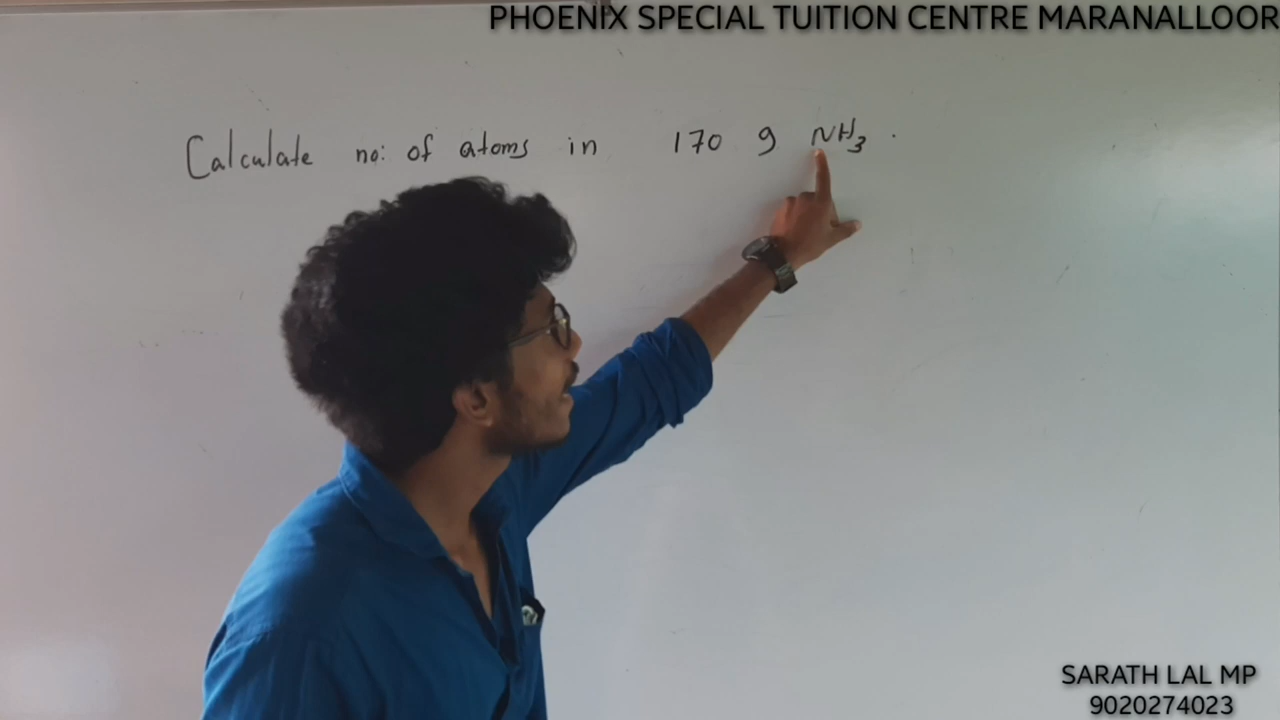 PHOENIX SPECIAL TUITION CENTRE MARANALLOOR
Calculate no: of atoms in 170 g NH₃.
SARATH LAL MP
9020274023